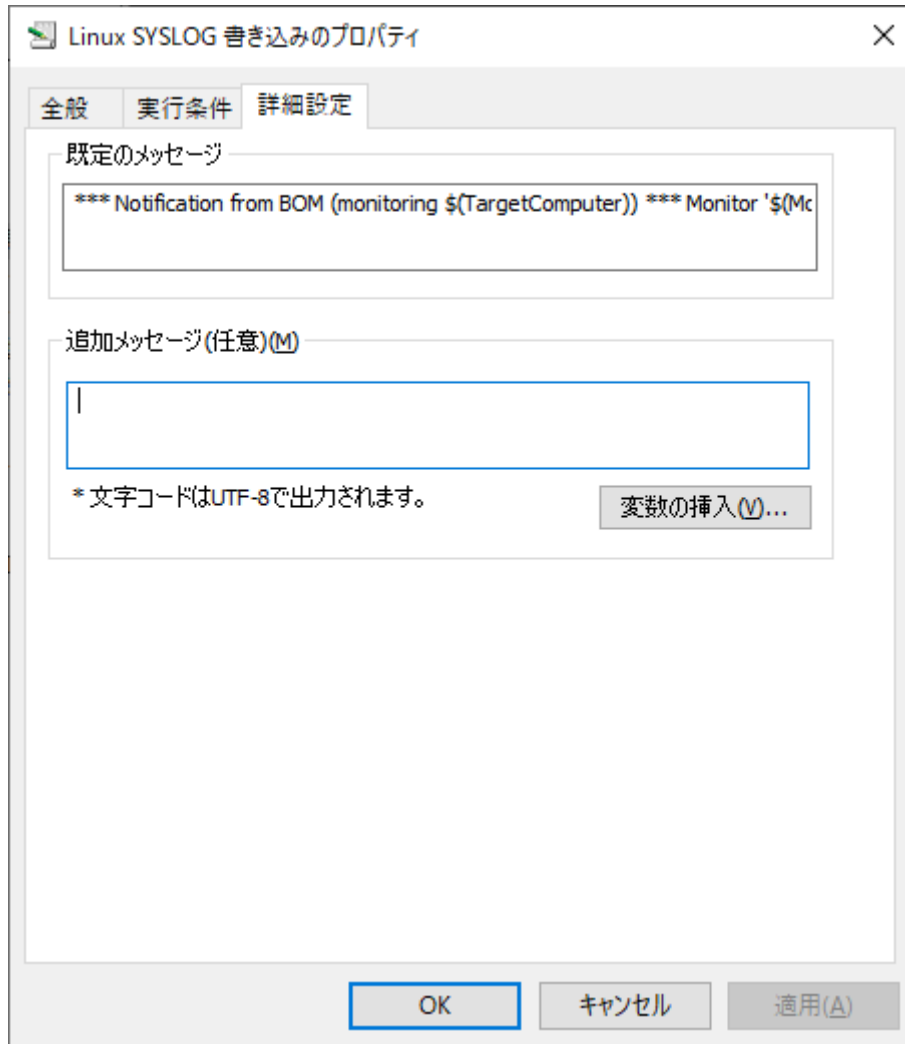 Linux SYSLOG 書き込みのプロパティ
全般 実行条件 詳細設定
既定のメッセージ
*** Notification from BOM (monitoring $(TargetComputer)) *** Monitor '$(Mc
追加メッセージ(任意)(M)
* 文字コードはUTF-8で出力されます。
変数の挿入(V)...
OK キャンセル 適用(A)